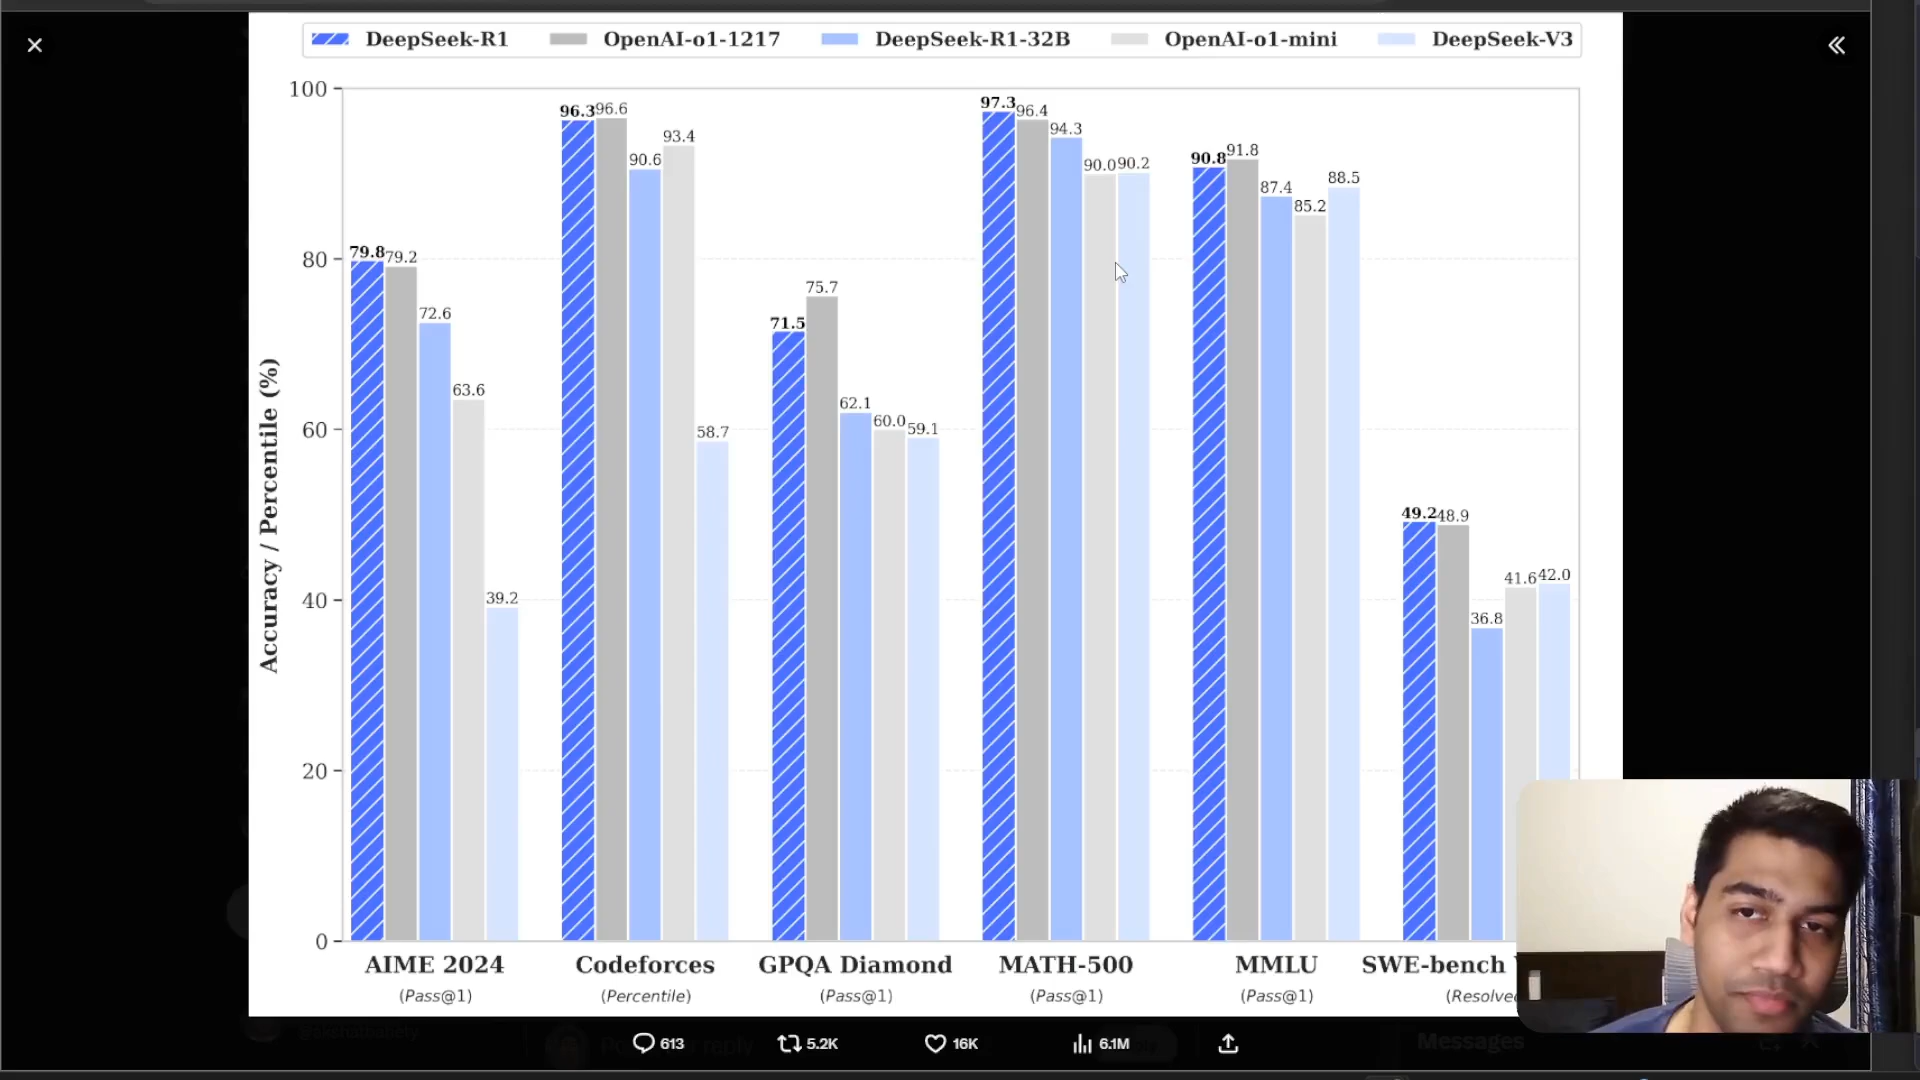 DeepSeek-R1 OpenAI-o1-1217 DeepSeek-R1-32B OpenAI-o1-mini DeepSeek-V3
Accuracy / Percentile (%)
100
80
60
40
20
0
79.8 79.2 72.6 63.6 39.2
96.3 96.6 90.6 93.4 58.7
71.5 75.7 62.1 60.0 59.1
97.3 96.4 94.3 90.0 90.2
90.8 91.8 87.4 85.2 88.5
49.2 48.9 36.8 41.6 42.0
AIME 2024 Codeforces GPQA Diamond MATH-500 MMLU SWE-bench
(Pass@1) (Percentile) (Pass@1) (Pass@1) (Pass@1) (Resolved
613 5.2K 16K 6.1M
Messages